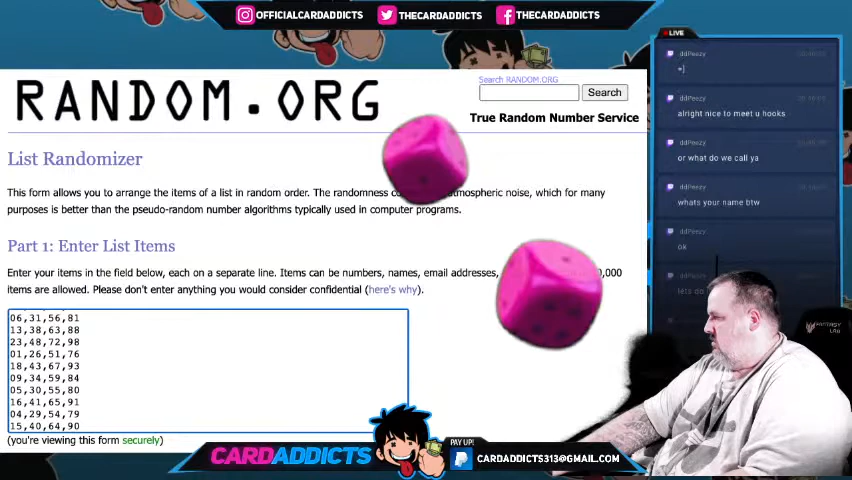 OFFICIALCARDADDICTS THECARDADDICTS THECARDADDICTS
RANDOM.ORG
Search RANDOM.ORG
Search
True Random Number Service
List Randomizer
This form allows you to arrange the items of a list in random order. The randomness atmospheric noise, which for many
purposes is better than the pseudo-random number algorithms typically used in computer programs.
Part 1: Enter List Items
Enter your items in the field below, each on a separate line. Items can be numbers, names, email addresses,
items are allowed. Please don't enter anything you would consider confidential (here's why).
06,31,56,81
13,38,63,88
23,48,72,98
01,26,51,76
18,43,67,93
09,34,59,84
05,30,55,80
16,41,65,91
04,29,54,79
15,40,64,90
(you're viewing this form securely)
LIVE
ddPeezy
=]
ddPeezy
alright nice to meet u hooks
ddPeezy
or what do we call ya
ddPeezy
whats your name btw
ddPeezy
ok
ddPeezy
lets do
CARDADDICTS
PAY UP!
CARDADDICTS313@GMAIL.COM